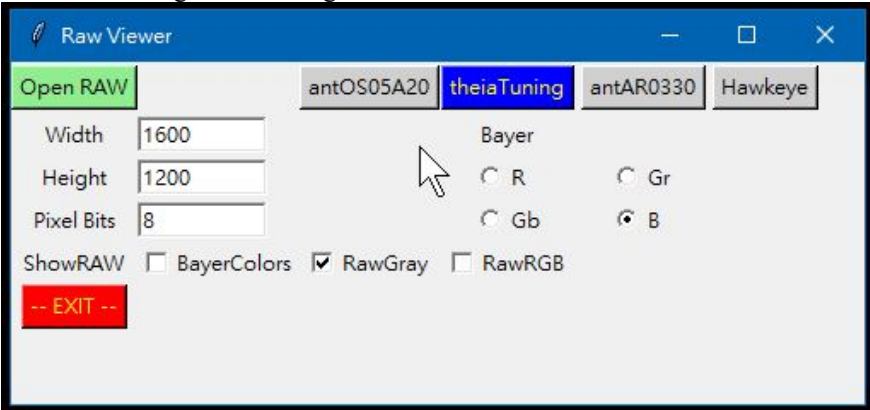 Raw Viewer
Open RAW antOS05A20 theiaTuning antAR0330 Hawkeye
Width 1600 Bayer
Height 1200 R Gr
Pixel Bits 8 Gb B
ShowRAW BayerColors RawGray RawRGB
-- EXIT --